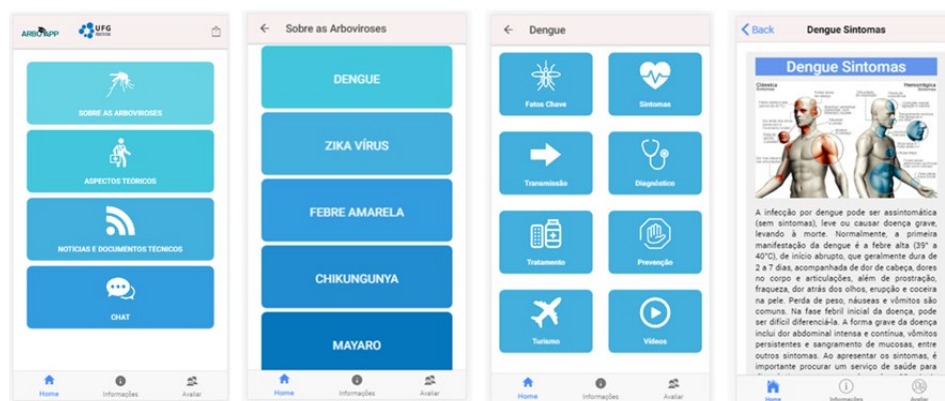 ARBOVAPP UFG
SOBRE AS ARBOVIROSES
ASPECTOS TEÓRICOS
NOTÍCIAS E DOCUMENTOS TÉCNICOS
CHAT
Home Informações Avaliar
Sobre as Arboviroses
DENGUE
ZIKA VÍRUS
FEBRE AMARELA
CHIKUNGUNYA
MAYARO
Home Informações Avaliar
Dengue
Fatos Chave Sintomas
Transmissão Diagnóstico
Tratamento Prevenção
Turismo Vídeos
Home Informações Avaliar
Back Dengue Sintomas
Dengue Sintomas
Clássica Hemorrágica
A infecção por dengue pode ser assintomática
(sem sintomas), leve ou causar doença grave,
levando à morte. Normalmente, a primeira
manifestação da dengue é a febre alta (39° a
40°C), de início abrupto, que geralmente dura de
2 a 7 dias, acompanhada de dor de cabeça, dores
no corpo e articulações, além de prostração,
fraqueza, dor atrás dos olhos, erupção e coceira
na pele. Perda de peso, náuseas e vômitos são
comuns. Na fase febril inicial da doença, pode
ser difícil diferenciá-la. A forma grave da doença
inclui dor abdominal intensa e contínua, vômitos
persistentes e sangramento de mucosas, entre
outros sintomas. Ao apresentar os sintomas, é
importante procurar um serviço de saúde para
Home Informações Avaliar